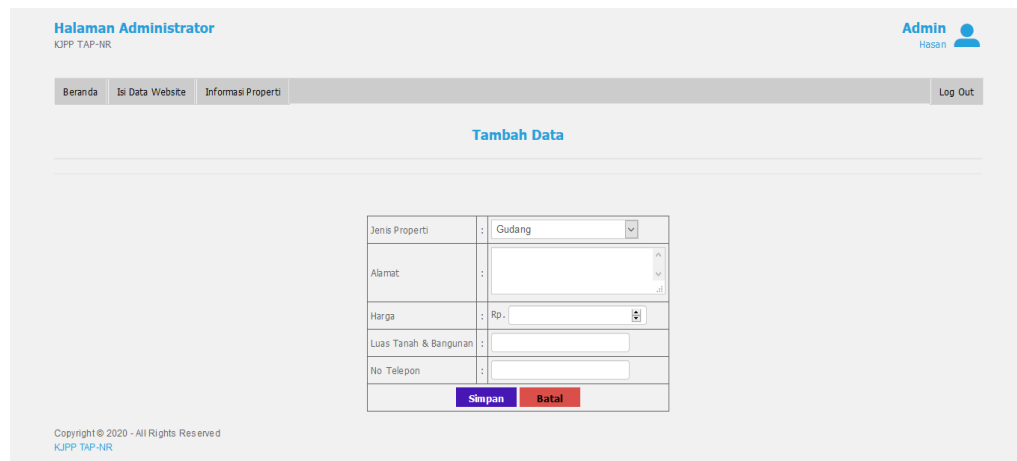 Halaman Administrator
KJPP TAP-NR
Admin
Hasan
Beranda Isi Data Website Informasi Properti Log Out
Tambah Data
Jenis Properti : Gudang
Alamat :
Harga : Rp.
Luas Tanah & Bangunan :
No Telepon :
Simpan Batal
Copyright © 2020 - All Rights Reserved
KJPP TAP-NR